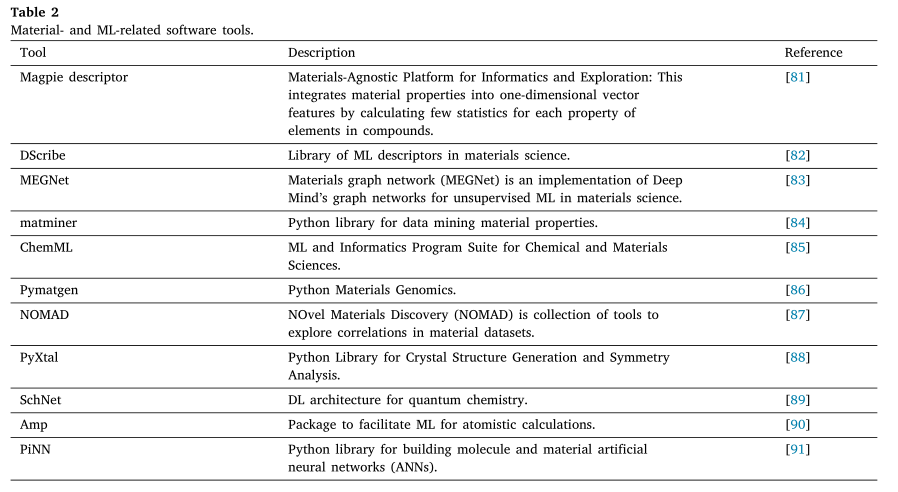 Table 2
Material- and ML-related software tools.
Tool Description Reference
Magpie descriptor Materials-Agnostic Platform for Informatics and Exploration: This [81]
integrates material properties into one-dimensional vector
features by calculating few statistics for each property of
elements in compounds.
DScribe Library of ML descriptors in materials science. [82]
MEGNet Materials graph network (MEGNet) is an implementation of Deep [83]
Mind's graph networks for unsupervised ML in materials science.
matminer Python library for data mining material properties. [84]
ChemML ML and Informatics Program Suite for Chemical and Materials [85]
Sciences.
Pymatgen Python Materials Genomics. [86]
NOMAD NOvel Materials Discovery (NOMAD) is collection of tools to [87]
explore correlations in material datasets.
PyXtal Python Library for Crystal Structure Generation and Symmetry [88]
Analysis.
SchNet DL architecture for quantum chemistry. [89]
Amp Package to facilitate ML for atomistic calculations. [90]
PiNN Python library for building molecule and material artificial [91]
neural networks (ANNs).